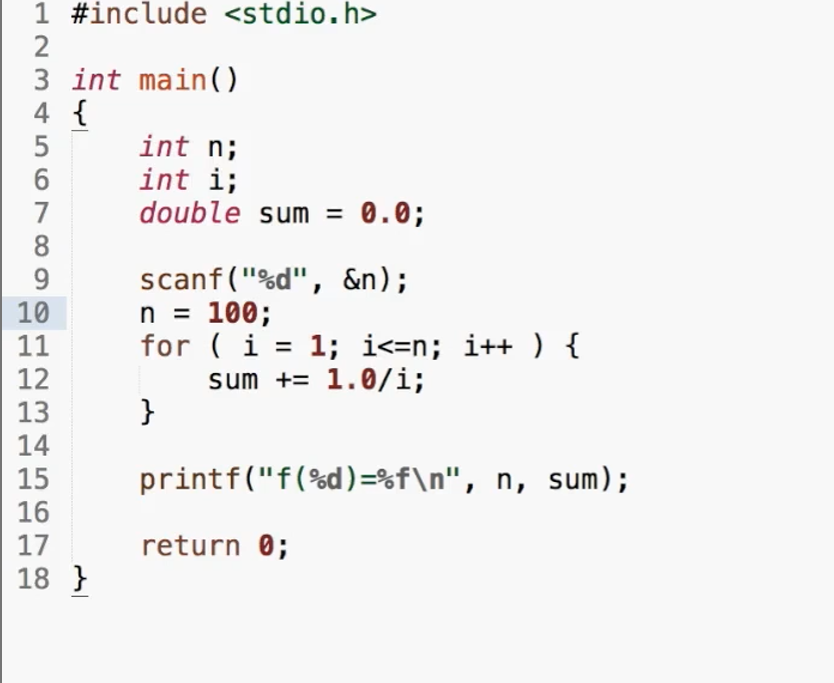 1 #include <stdio.h>
2
3 int main()
4 {
5     int n;
6     int i;
7     double sum = 0.0;
8
9     scanf("%d", &n);
10     n = 100;
11     for ( i = 1; i<=n; i++ ) {
12         sum += 1.0/i;
13     }
14
15     printf("f(%d)=%f\n", n, sum);
16
17     return 0;
18 }